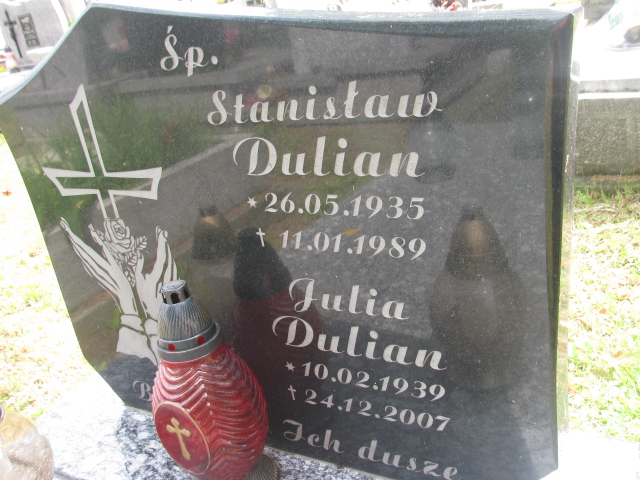 Śp.
Stanisław
Dulian
* 26.05.1935
† 11.01.1989
Julia
Dulian
* 10.02.1939
† 24.12.2007
Ich dusze